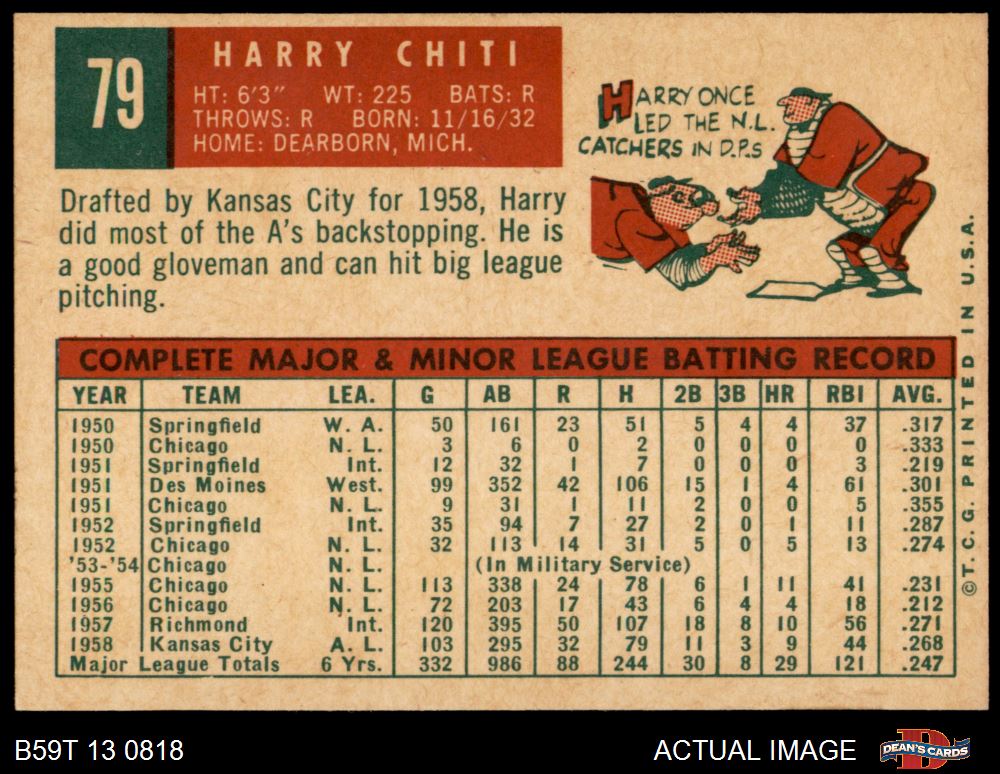 79
HARRY CHITI
HT: 6'3" WT: 225 BATS: R
THROWS: R BORN: 11/16/32
HOME: DEARBORN, MICH.
HARRY ONCE
LED THE N.L.
CATCHERS IN D.P.s
Drafted by Kansas City for 1958, Harry
did most of the A's backstopping. He is
a good gloveman and can hit big league
pitching.
COMPLETE MAJOR & MINOR LEAGUE BATTING RECORD
YEAR TEAM LEA. G AB R H 2B 3B HR RBI AVG.
1950 Springfield W. A. 50 161 23 51 5 4 4 37 .317
1950 Chicago N. L. 3 6 0 2 0 0 0 0 .333
1951 Springfield Int. 12 32 1 7 0 0 0 3 .219
1951 Des Moines West. 99 352 42 106 15 1 4 61 .301
1951 Chicago N. L. 9 31 1 11 2 0 0 5 .355
1952 Springfield Int. 35 94 7 27 2 0 1 11 .287
1952 Chicago N. L. 32 113 14 31 5 0 5 13 .274
'53-'54 Chicago N. L. (In Military Service)
1955 Chicago N. L. 113 338 24 78 6 1 11 41 .231
1956 Chicago N. L. 72 203 17 43 6 4 4 18 .212
1957 Richmond Int. 120 395 50 107 18 8 10 56 .271
1958 Kansas City A. L. 103 295 32 79 11 3 9 44 .268
Major League Totals 6 Yrs. 332 986 88 244 30 8 29 121 .247
© T. C. G. PRINTED IN U.S.A.
B59T 13 0818
ACTUAL IMAGE
DEAN'S CARDS